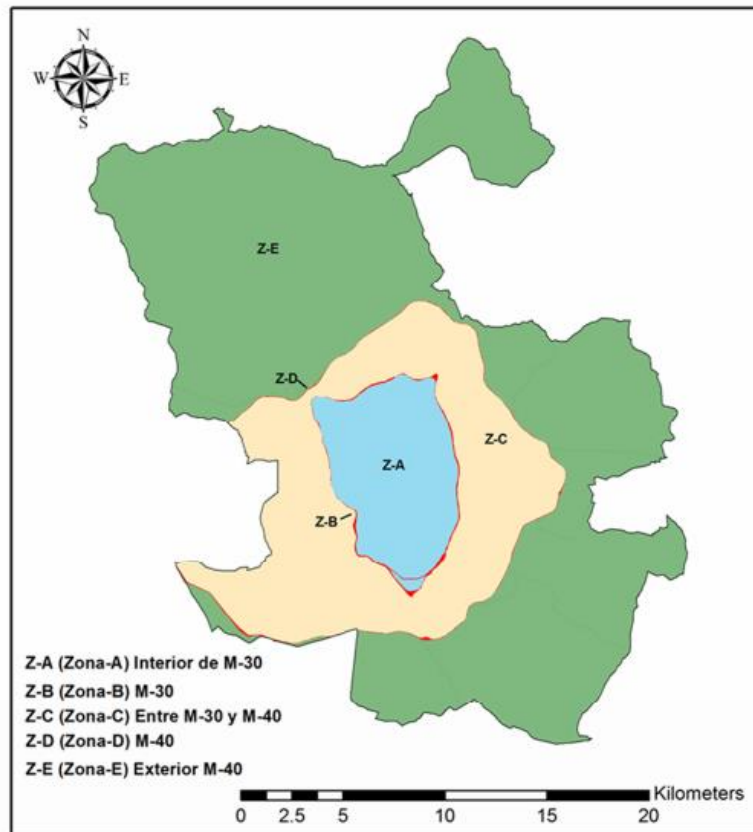 N
W E
S
Z-E
Z-D
Z-C
Z-A
Z-B
Z-A (Zona-A) Interior de M-30
Z-B (Zona-B) M-30
Z-C (Zona-C) Entre M-30 y M-40
Z-D (Zona-D) M-40
Z-E (Zona-E) Exterior M-40
Kilometers
0 2.5 5 10 15 20